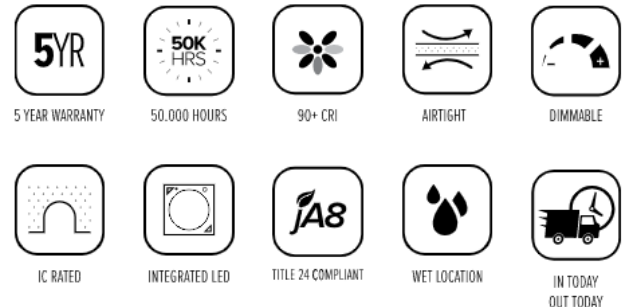 5YR
50K
HRS
5 YEAR WARRANTY
50.000 HOURS
90+ CRI
AIRTIGHT
DIMMABLE
JA8
IC RATED
INTEGRATED LED
TITLE 24 COMPLIANT
WET LOCATION
IN TODAY
OUT TODAY